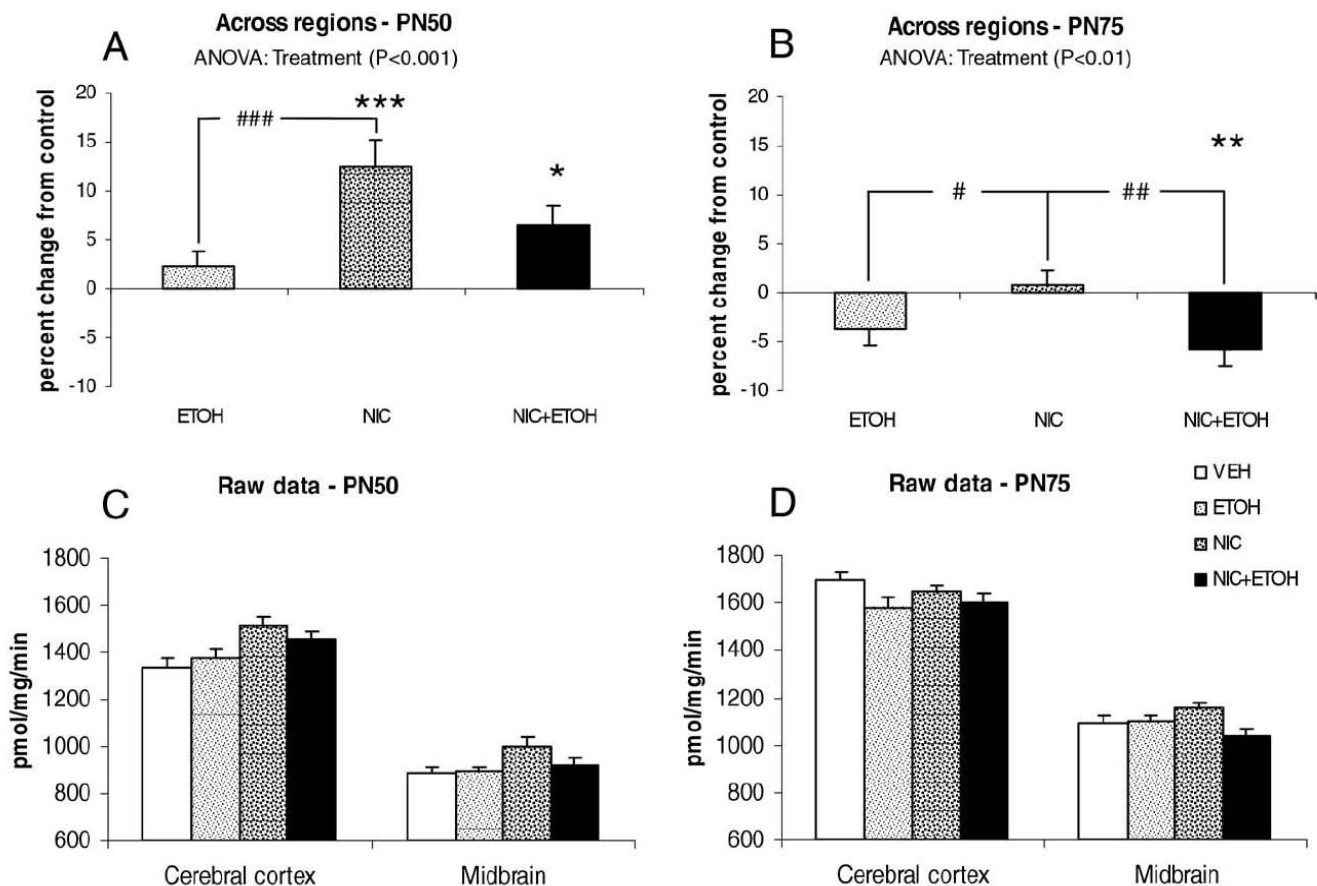 A
Across regions - PN50
ANOVA: Treatment (P<0.001)
percent change from control
20
15
10
5
0
-5
-10
###
***
*
ETOH
NIC
NIC+ETOH
B
Across regions - PN75
ANOVA: Treatment (P<0.01)
percent change from control
20
15
10
5
0
-5
-10
#
##
**
ETOH
NIC
NIC+ETOH
C
Raw data - PN50
pmol/mg/min
1800
1600
1400
1200
1000
800
600
Cerebral cortex
Midbrain
D
Raw data - PN75
VEH
ETOH
NIC
NIC+ETOH
pmol/mg/min
1800
1600
1400
1200
1000
800
600
Cerebral cortex
Midbrain